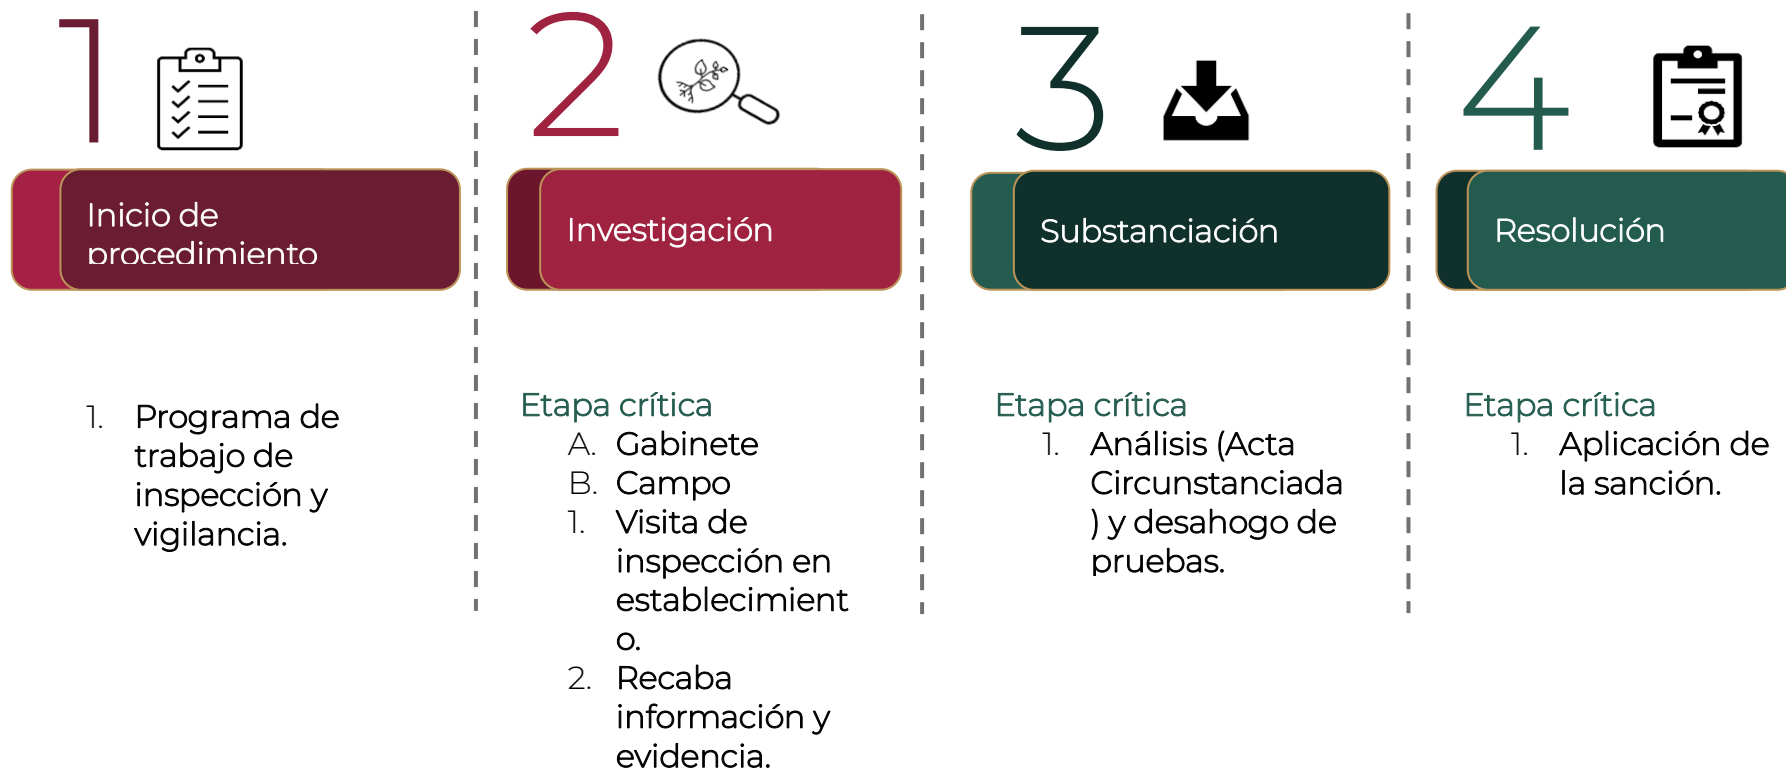 1
Inicio de
procedimiento
1. Programa de
trabajo de
inspección y
vigilancia.
2
Investigación
Etapa crítica
A. Gabinete
B. Campo
1. Visita de
inspección en
establecimient
o.
2. Recaba
información y
evidencia.
3
Substanciación
Etapa crítica
1. Análisis (Acta
Circunstanciada
) y desahogo de
pruebas.
4
Resolución
Etapa crítica
1. Aplicación de
la sanción.